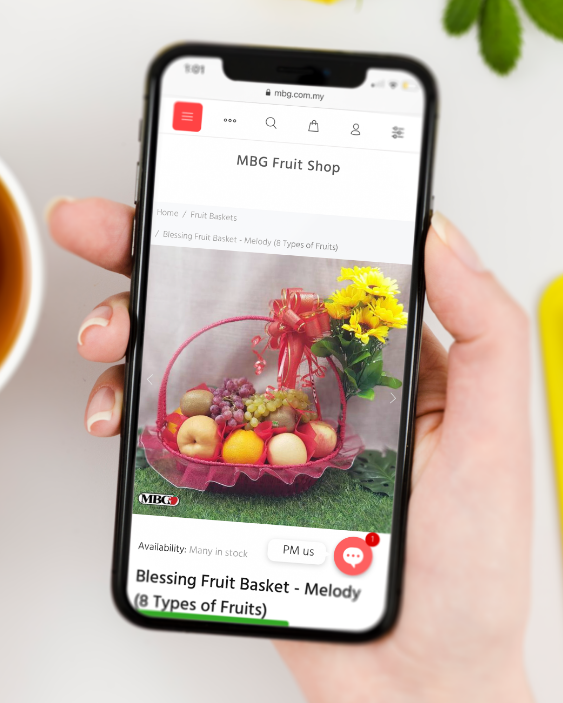 1:01
mbg.com.my
MBG Fruit Shop
Home / Fruit Baskets
/ Blessing Fruit Basket - Melody (8 Types of Fruits)
MBG
Availability: Many in stock
PM us
1
Blessing Fruit Basket - Melody
(8 Types of Fruits)